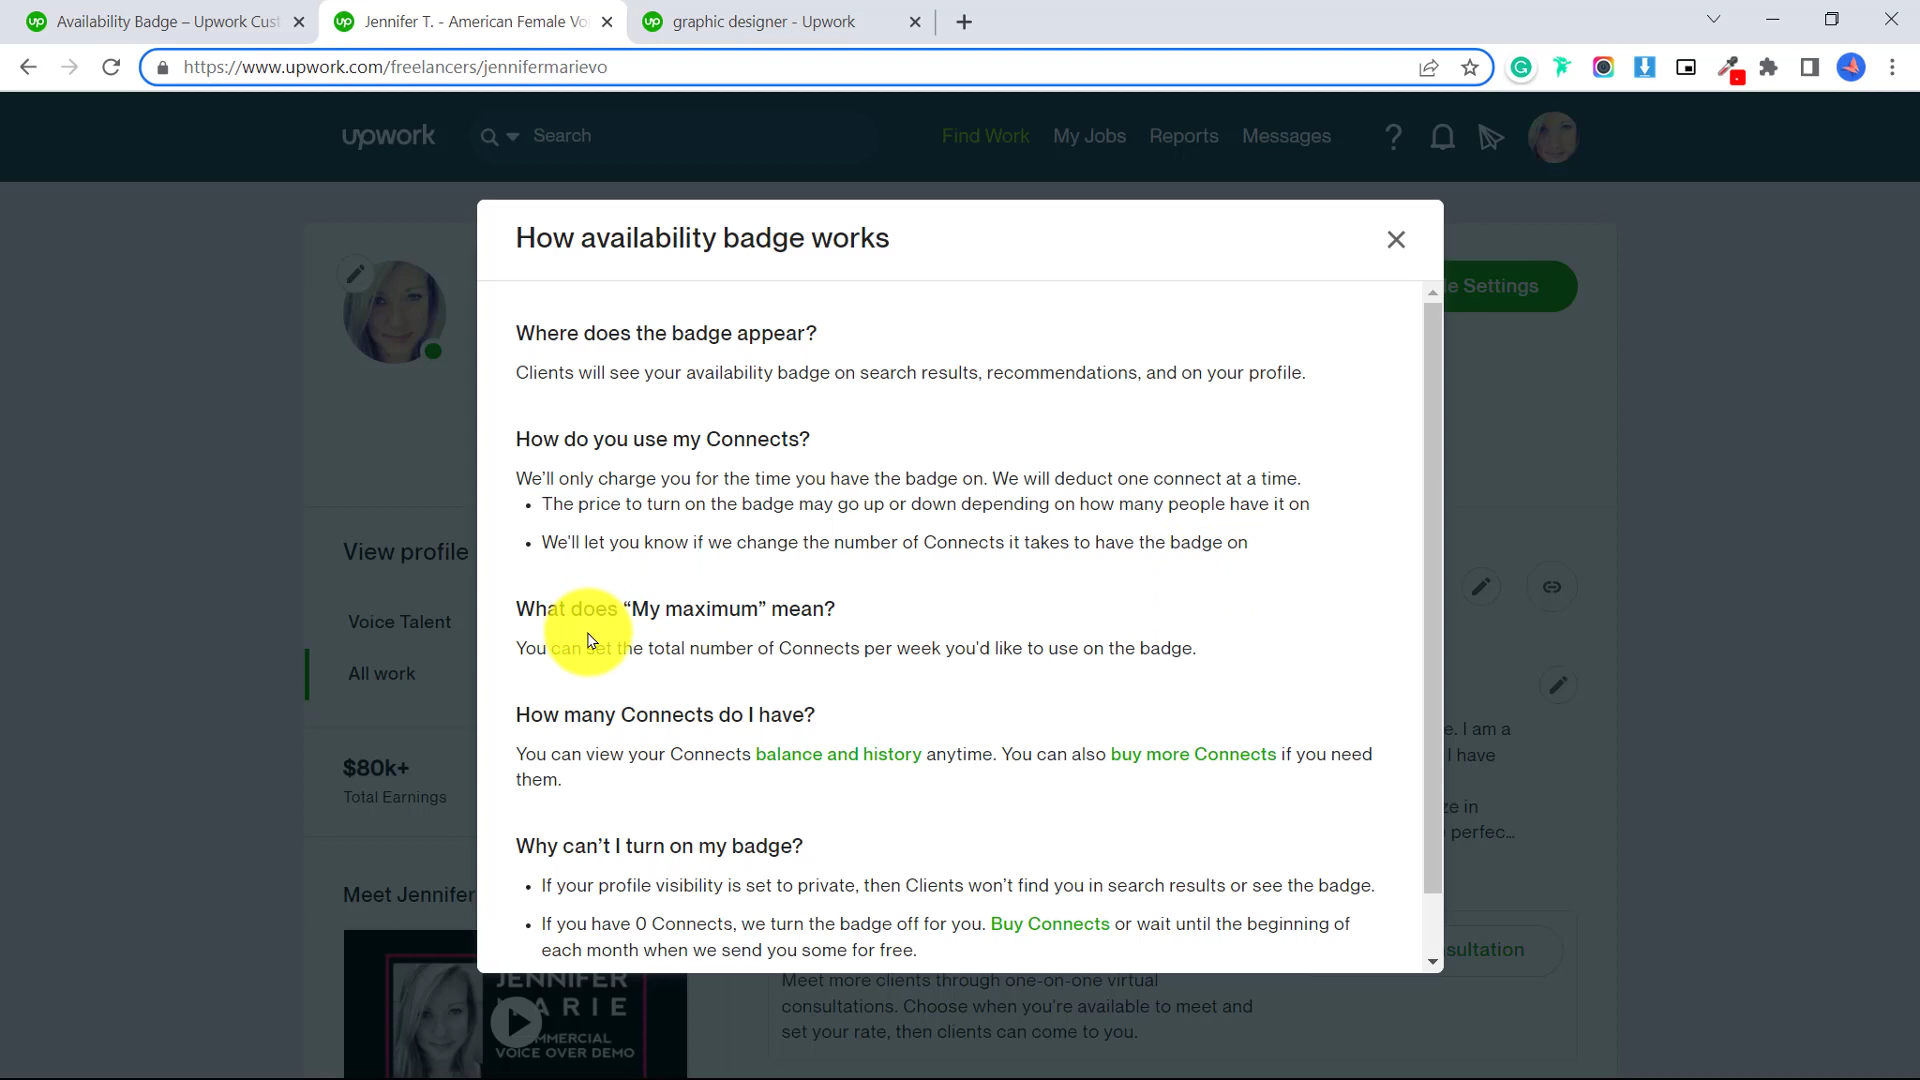 Availability Badge – Upwork Cust
Jennifer T. - American Female Vo
graphic designer - Upwork
https://www.upwork.com/freelancers/jennifermarievo
upwork
Search
Find Work
My Jobs
Reports
Messages
How availability badge works
le Settings
Where does the badge appear?
Clients will see your availability badge on search results, recommendations, and on your profile.
How do you use my Connects?
We'll only charge you for the time you have the badge on. We will deduct one connect at a time.
• The price to turn on the badge may go up or down depending on how many people have it on
• We'll let you know if we change the number of Connects it takes to have the badge on
What does “My maximum” mean?
You can set the total number of Connects per week you'd like to use on the badge.
How many Connects do I have?
You can view your Connects balance and history anytime. You can also buy more Connects if you need
them.
Why can't I turn on my badge?
• If your profile visibility is set to private, then Clients won't find you in search results or see the badge.
• If you have 0 Connects, we turn the badge off for you. Buy Connects or wait until the beginning of
each month when we send you some for free.
View profile
Voice Talent
All work
$80k+
Total Earnings
Meet Jennifer
JENNIFER
MARIE
COMMERCIAL
VOICE OVER DEMO
e. I am a
I have
ze in
perfec...
sultation
Meet more clients through one-on-one virtual
consultations. Choose when you're available to meet and
set your rate, then clients can come to you.